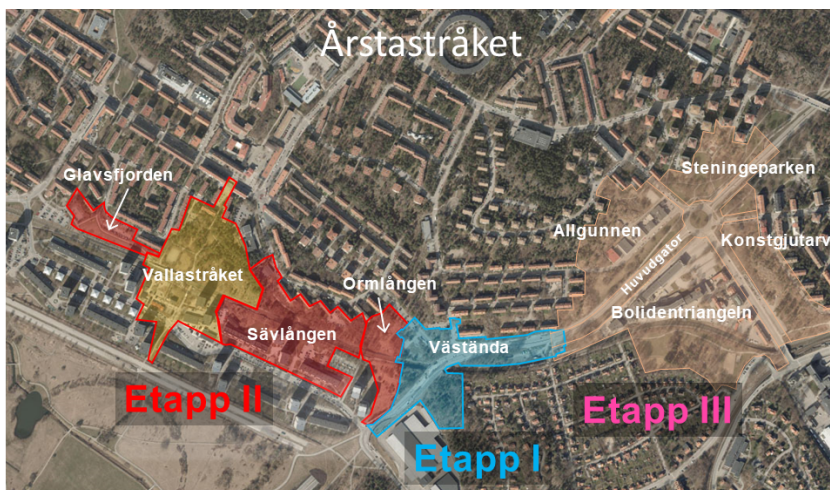 Årstastråket
Steningeparken
Glavsfjorden
Allgunnen
Konstgjutarv
Huvudgator
Vallastråket
Ormlången
Bolidentriangeln
Sävlången
Västända
Etapp II
Etapp III
Etapp I